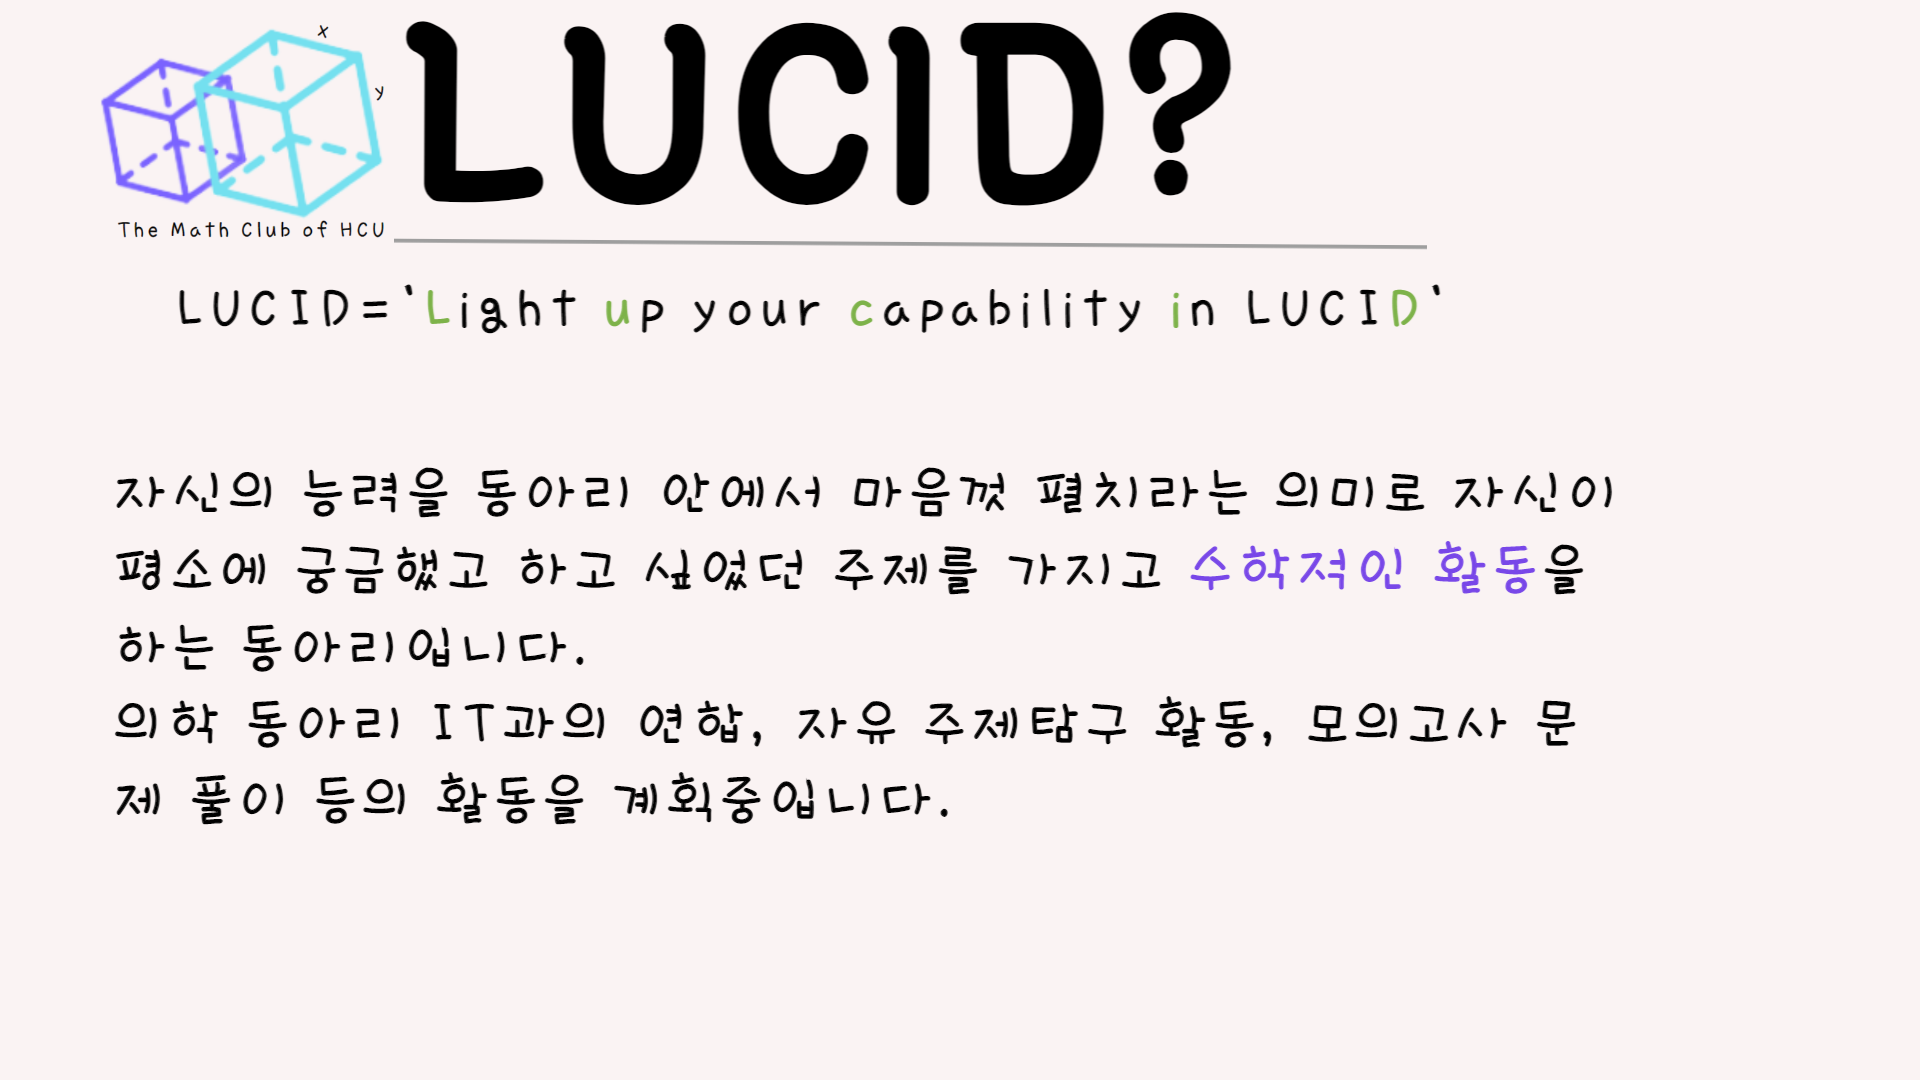 x
LUCID?
y
The Math Club of HCU
LUCID=‘Light up your capability in LUCID‘
자신의 능력을 동아리 안에서 마음껏 펼치라는 의미로 자신이
평소에 궁금했고 하고 싶었던 주제를 가지고 수학적인 활동을
하는 동아리입니다.
의학 동아리 IT과의 연합, 자유 주제탐구 활동, 모의고사 문
제 풀이 등의 활동을 계획중입니다.